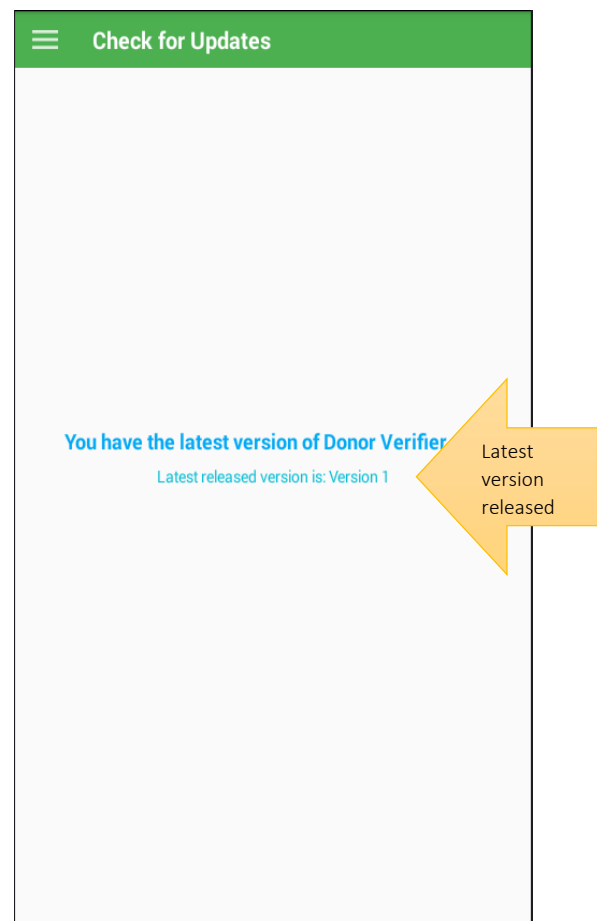 Check for Updates
You have the latest version of Donor Verifier
Latest released version is: Version 1
Latest
version
released